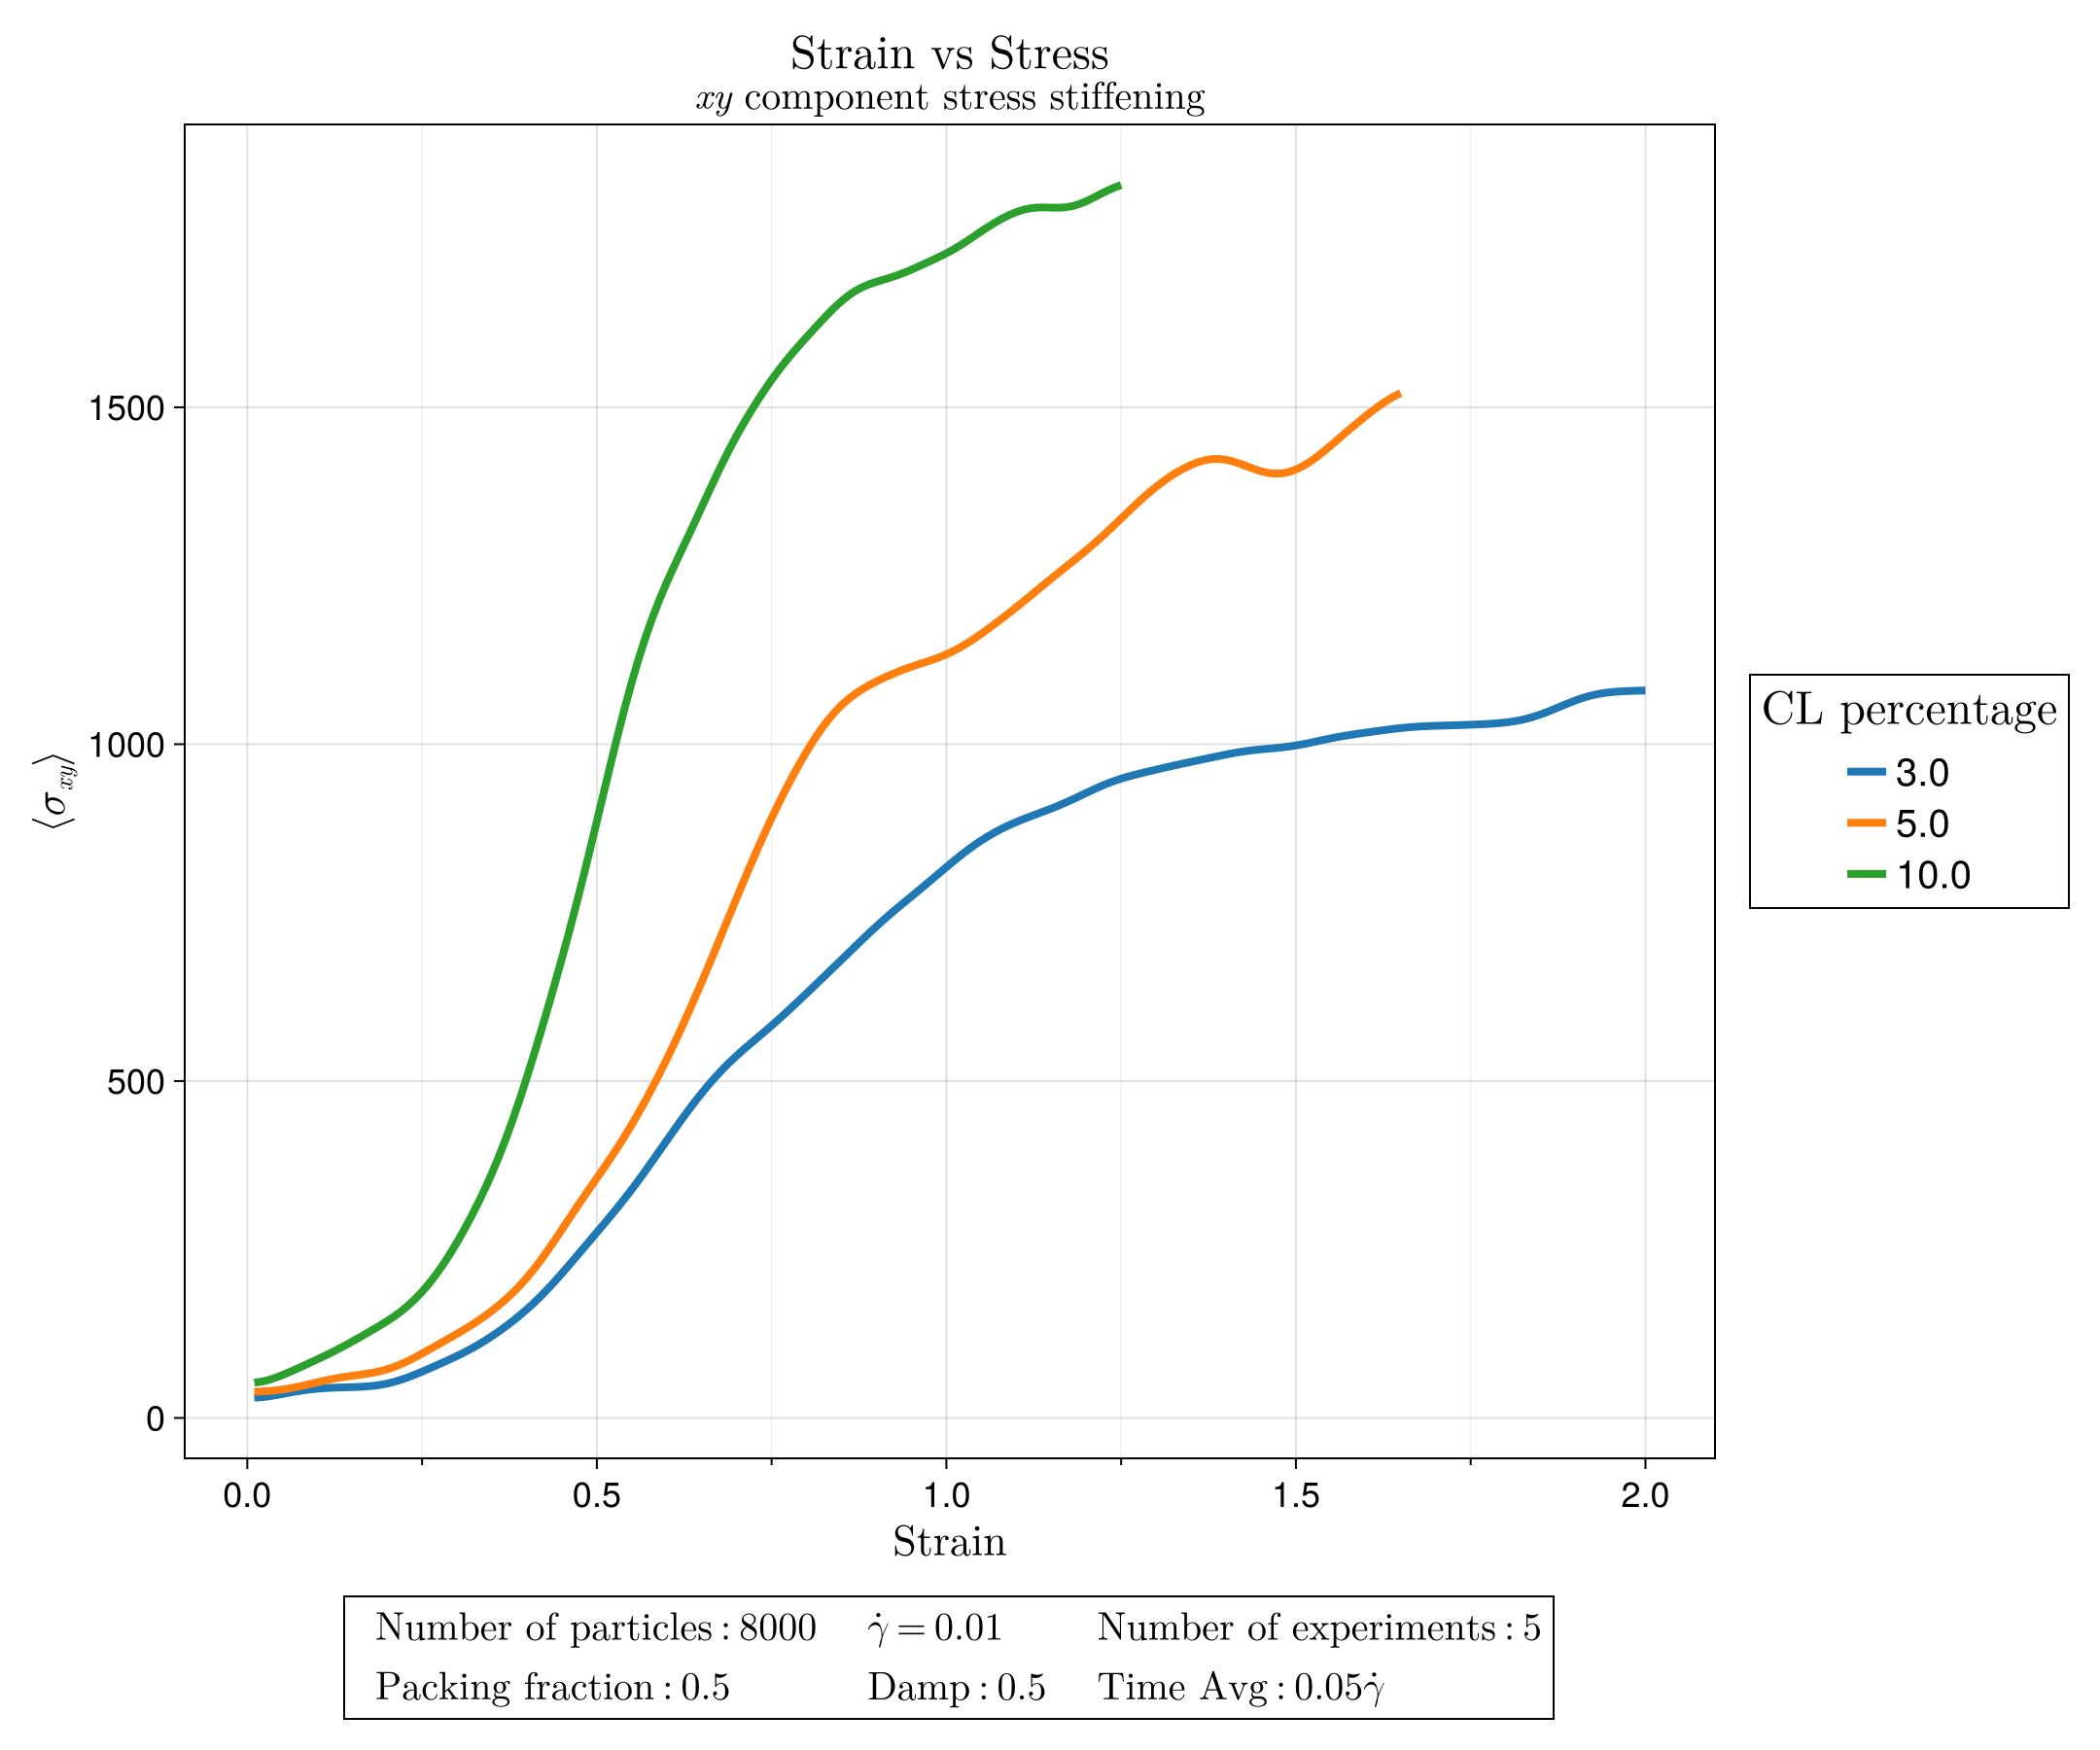 Strain vs Stress
xy component stress stiffening
⟨σxy⟩
1500
1000
500
0
0.0 0.5 1.0 1.5 2.0
Strain
CL percentage
3.0
5.0
10.0
Number of particles : 8000 γ̇ = 0.01 Number of experiments : 5
Packing fraction : 0.5 Damp : 0.5 Time Avg : 0.05γ̇